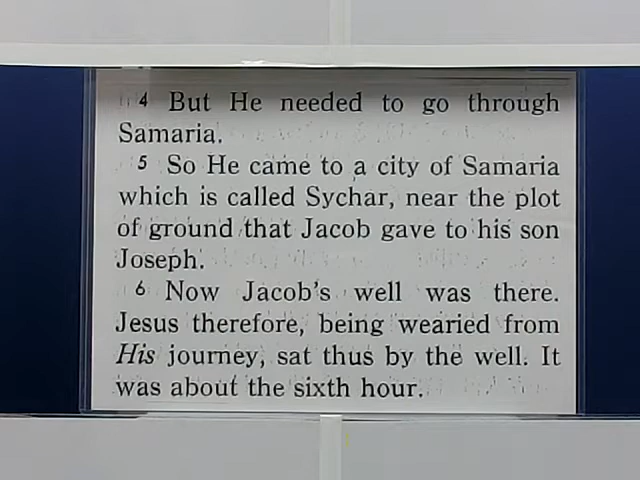 4 But He needed to go through
Samaria.
5 So He came to a city of Samaria
which is called Sychar, near the plot
of ground that Jacob gave to his son
Joseph.
6 Now Jacob's well was there.
Jesus therefore, being wearied from
His journey, sat thus by the well. It
was about the sixth hour.